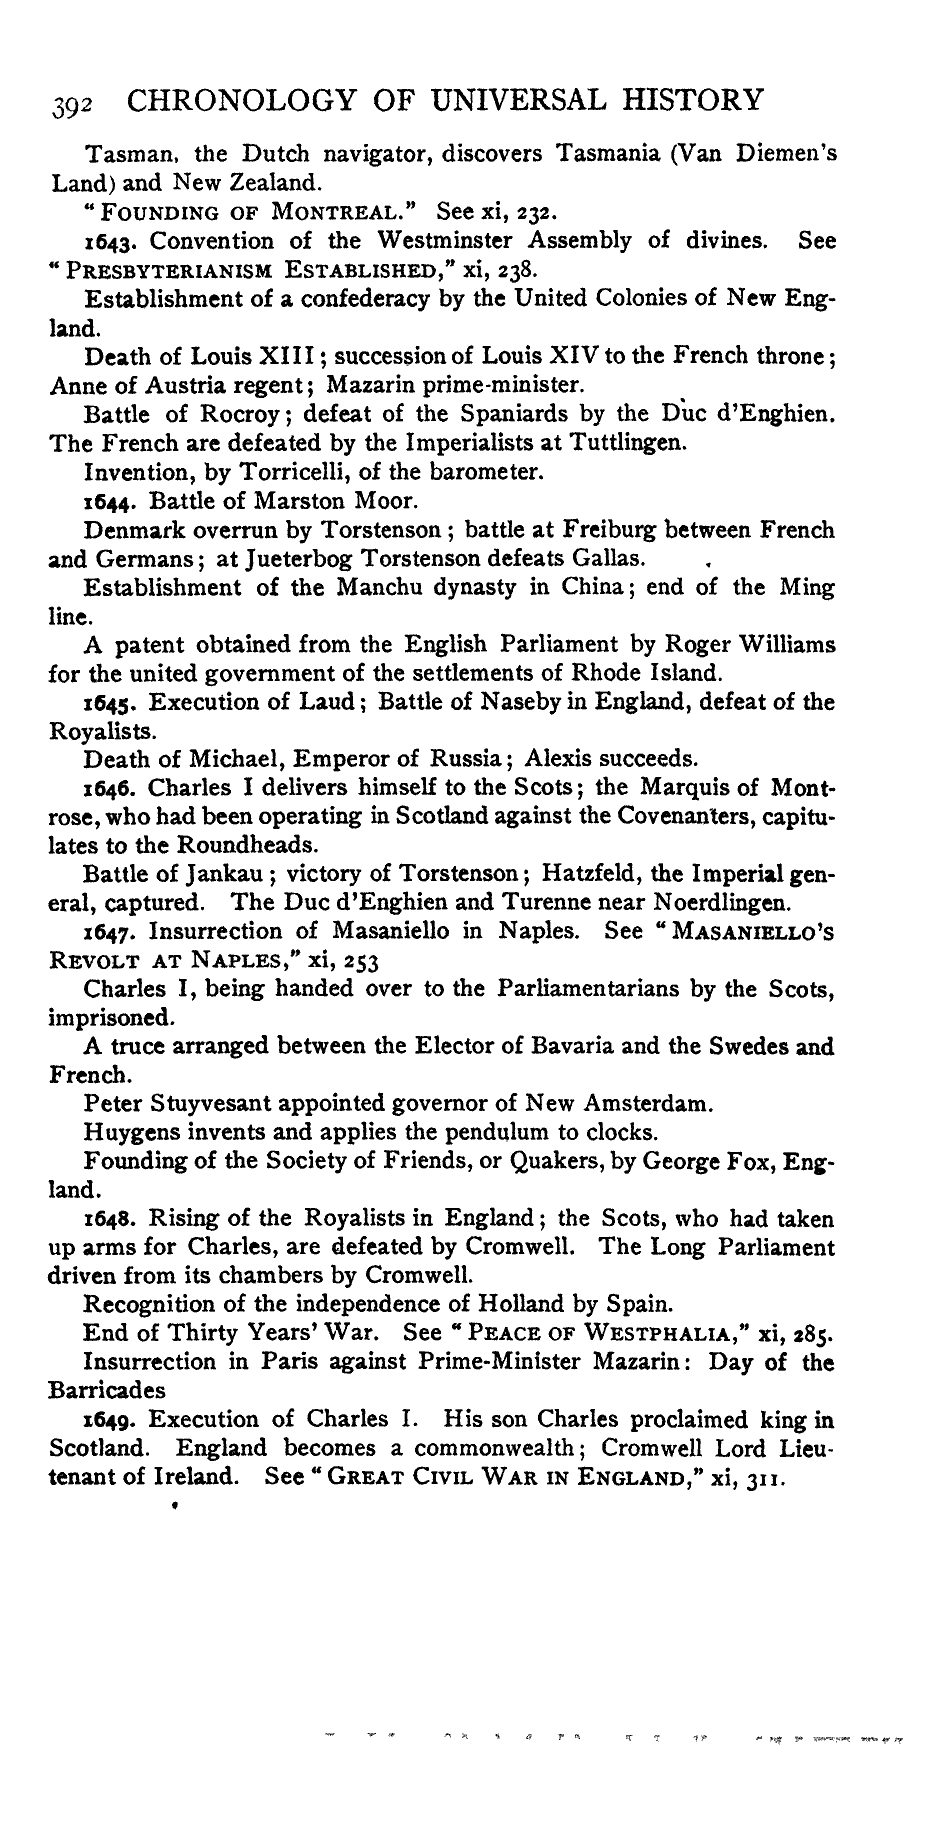 392 CHRONOLOGY OF UNIVERSAL HISTORY
Tasman, the Dutch navigator, discovers Tasmania (Van Diemen's
Land) and New Zealand.
"FOUNDING OF MONTREAL." See xi, 232.
1643. Convention of the Westminster Assembly of divines. See
"PRESBYTERIANISM ESTABLISHED," xi, 238.
Establishment of a confederacy by the United Colonies of New Eng-
land.
Death of Louis XIII; succession of Louis XIV to the French throne;
Anne of Austria regent; Mazarin prime-minister.
Battle of Rocroy; defeat of the Spaniards by the Duc d'Enghien.
The French are defeated by the Imperialists at Tuttlingen.
Invention, by Torricelli, of the barometer.
1644. Battle of Marston Moor.
Denmark overrun by Torstenson; battle at Freiburg between French
and Germans; at Jueterbog Torstenson defeats Gallas.
Establishment of the Manchu dynasty in China; end of the Ming
line.
A patent obtained from the English Parliament by Roger Williams
for the united government of the settlements of Rhode Island.
1645. Execution of Laud; Battle of Naseby in England, defeat of the
Royalists.
Death of Michael, Emperor of Russia; Alexis succeeds.
1646. Charles I delivers himself to the Scots; the Marquis of Mont-
rose, who had been operating in Scotland against the Covenanters, capitu-
lates to the Roundheads.
Battle of Jankau; victory of Torstenson; Hatzfeld, the Imperial gen-
eral, captured. The Duc d'Enghien and Turenne near Noerdlingen.
1647. Insurrection of Masaniello in Naples. See "MASANIELLO'S
REVOLT AT NAPLES," xi, 253
Charles I, being handed over to the Parliamentarians by the Scots,
imprisoned.
A truce arranged between the Elector of Bavaria and the Swedes and
French.
Peter Stuyvesant appointed governor of New Amsterdam.
Huygens invents and applies the pendulum to clocks.
Founding of the Society of Friends, or Quakers, by George Fox, Eng-
land.
1648. Rising of the Royalists in England; the Scots, who had taken
up arms for Charles, are defeated by Cromwell. The Long Parliament
driven from its chambers by Cromwell.
Recognition of the independence of Holland by Spain.
End of Thirty Years' War. See "PEACE OF WESTPHALIA," xi, 285.
Insurrection in Paris against Prime-Minister Mazarin: Day of the
Barricades
1649. Execution of Charles I. His son Charles proclaimed king in
Scotland. England becomes a commonwealth; Cromwell Lord Lieu-
tenant of Ireland. See "GREAT CIVIL WAR IN ENGLAND," xi, 311.